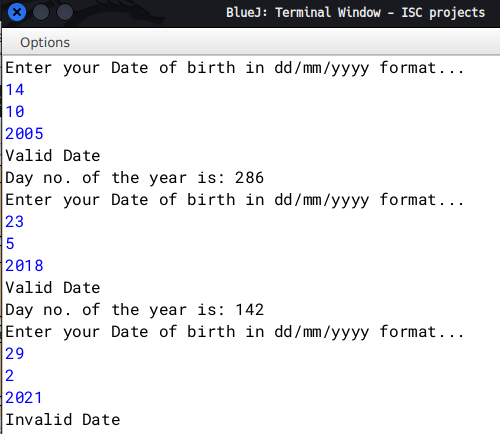 BlueJ: Terminal Window - ISC projects
Options
Enter your Date of birth in dd/mm/yyyy format...
14
10
2005
Valid Date
Day no. of the year is: 286
Enter your Date of birth in dd/mm/yyyy format...
23
5
2018
Valid Date
Day no. of the year is: 142
Enter your Date of birth in dd/mm/yyyy format...
29
2
2021
Invalid Date